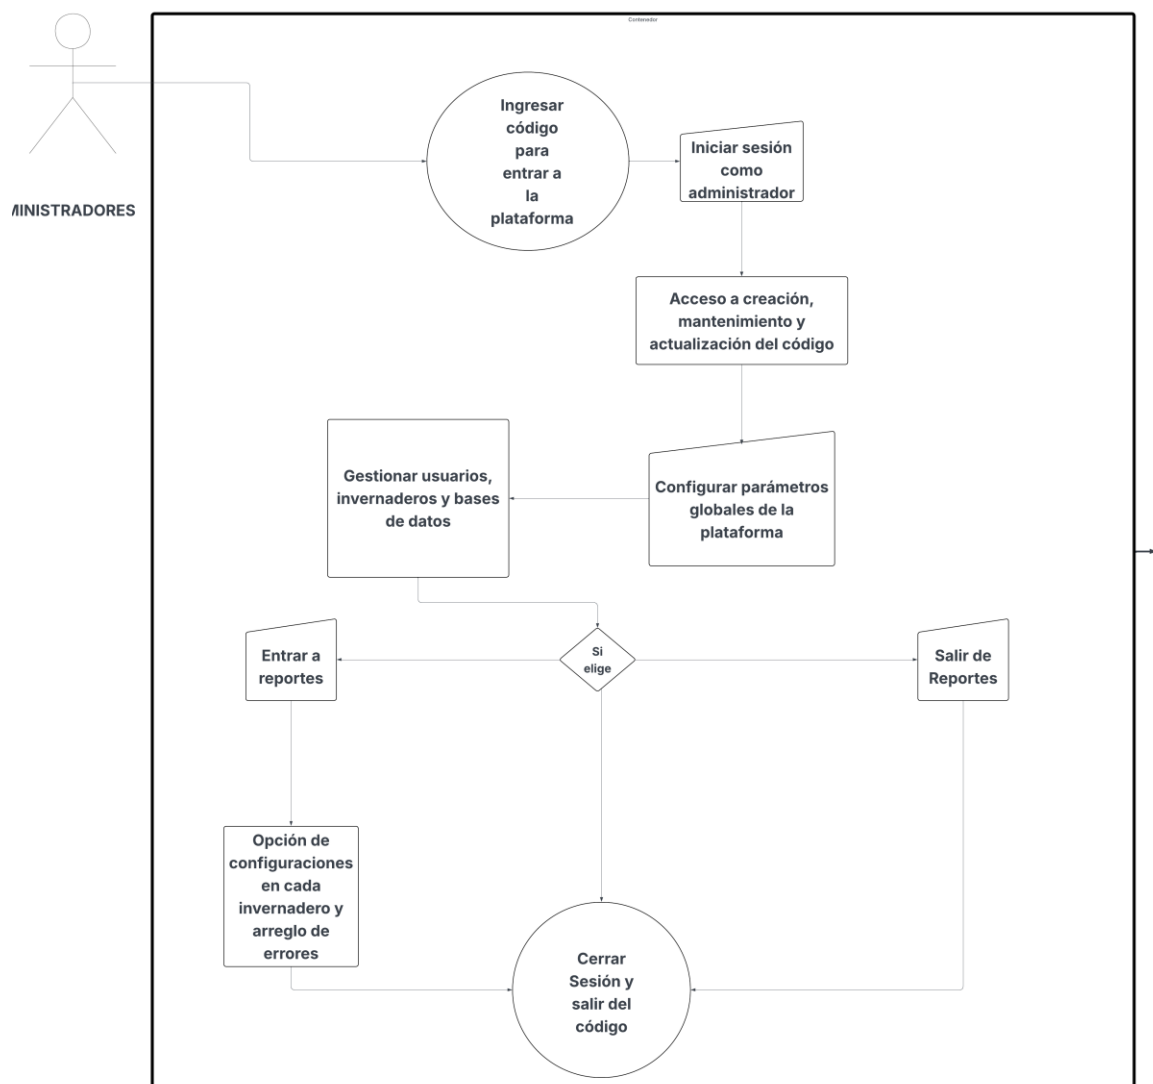 Contenedor
Ingresar
código
para
entrar a
la
plataforma
Iniciar sesión
como
administrador
MINISTRADORES
Acceso a creación,
mantenimiento y
actualización del código
Gestionar usuarios,
invernaderos y bases
de datos
Configurar parámetros
globales de la
plataforma
Entrar a
reportes
Si
elige
Salir de
Reportes
Opción de
configuraciones
en cada
invernadero y
arreglo de
errores
Cerrar
Sesión y
salir del
código